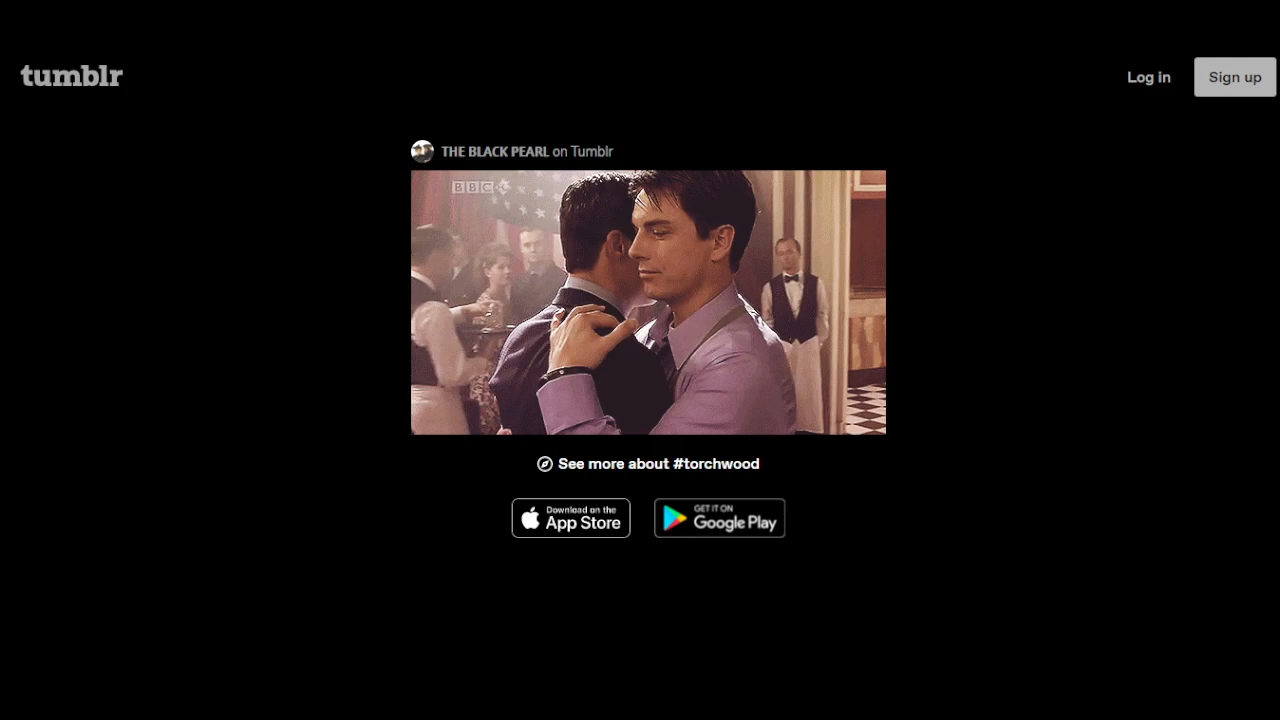 tumblr
Log in
Sign up
THE BLACK PEARL on Tumblr
BBC
See more about #torchwood
Download on the
App Store
GET IT ON
Google Play